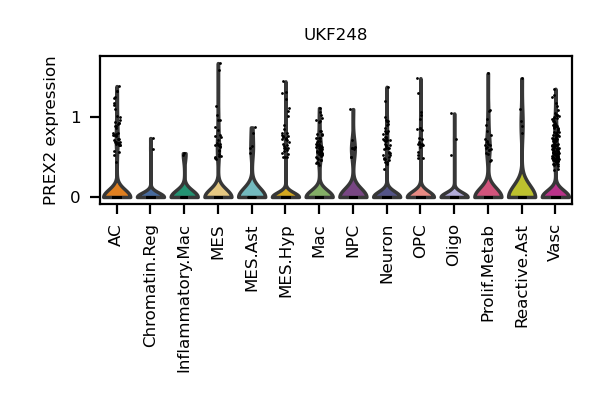 UKF248
PREX2 expression
1
0
AC
Chromatin.Reg
Inflammatory.Mac
MES
MES.Ast
MES.Hyp
Mac
NPC
Neuron
OPC
Oligo
Prolif.Metab
Reactive.Ast
Vasc